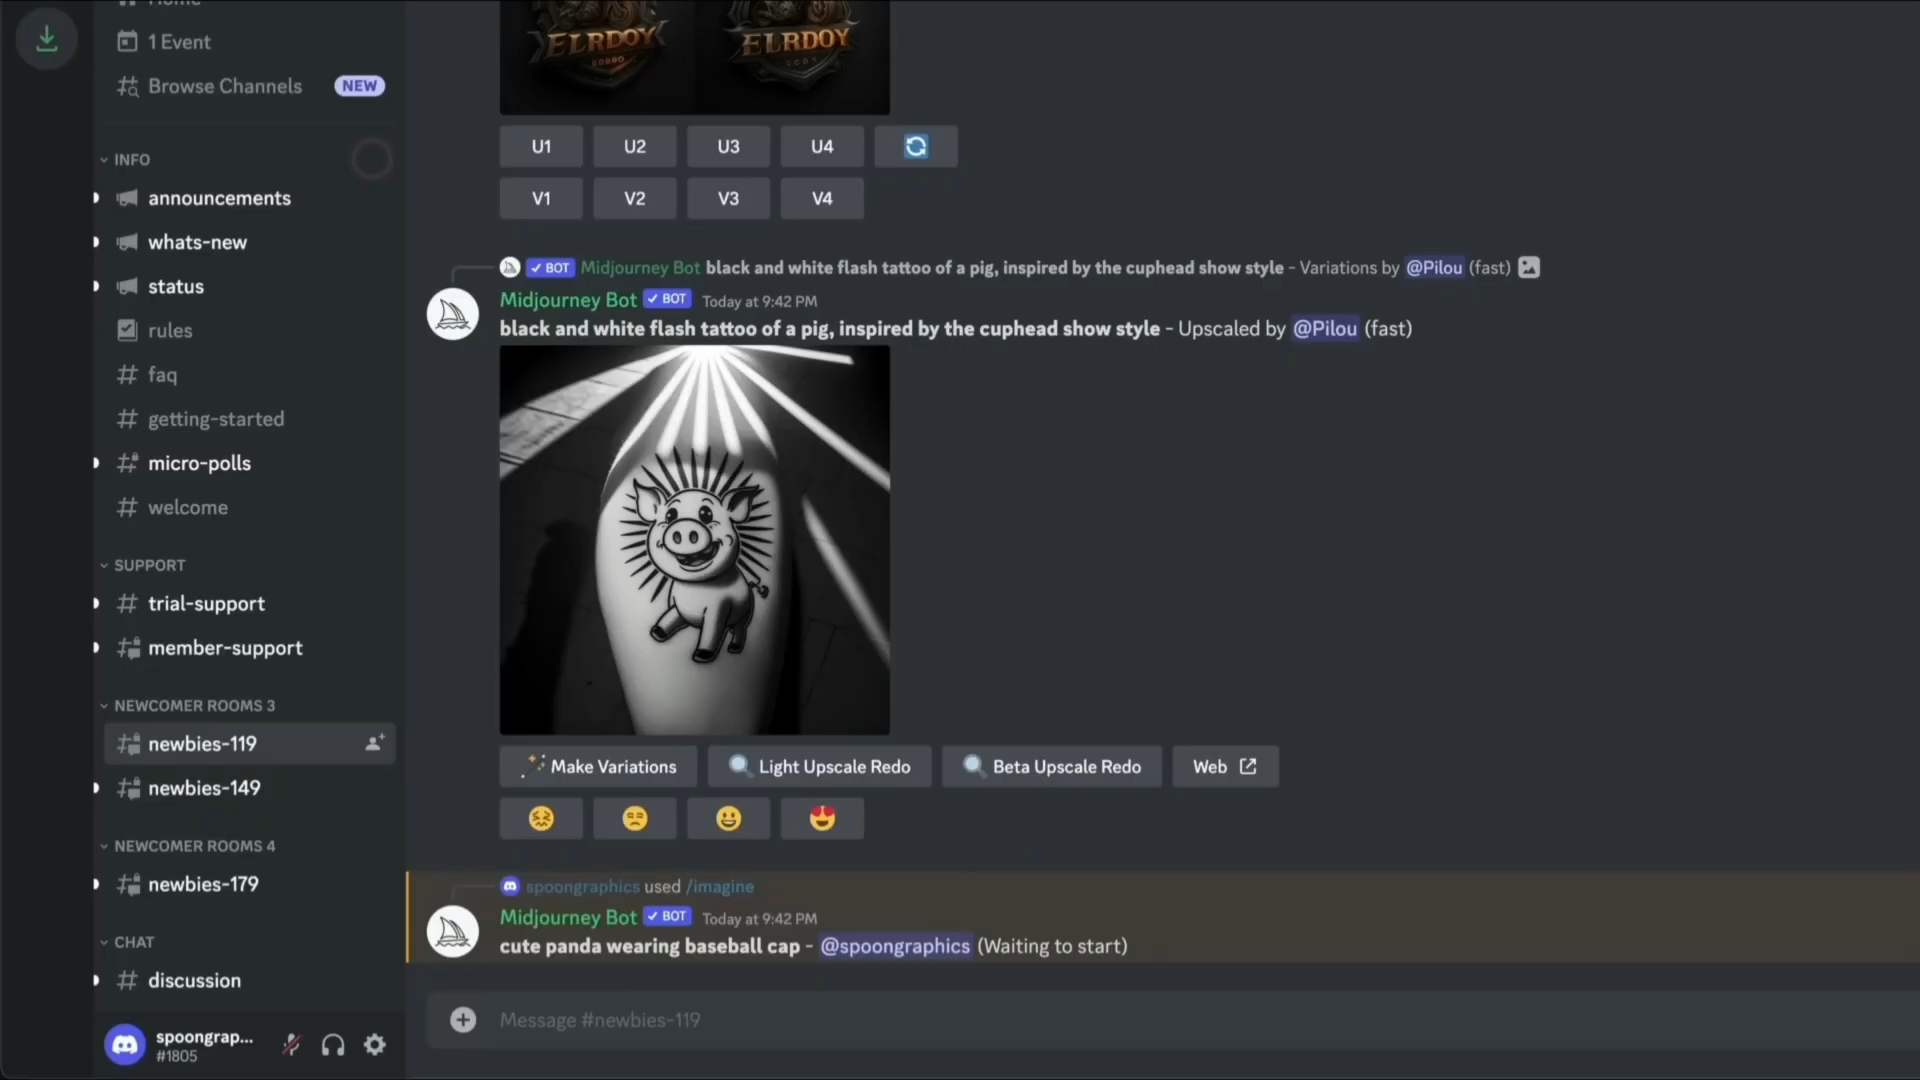 Home
1 Event
Browse Channels NEW
INFO
announcements
whats-new
status
rules
faq
getting-started
micro-polls
welcome
SUPPORT
trial-support
member-support
NEWCOMER ROOMS 3
newbies-119
newbies-149
NEWCOMER ROOMS 4
newbies-179
CHAT
discussion
spoongrap...
#1805
ELRDOY ELRDOY
U1 U2 U3 U4
V1 V2 V3 V4
BOT Midjourney Bot black and white flash tattoo of a pig, inspired by the cuphead show style - Variations by @Pilou (fast)
Midjourney Bot BOT Today at 9:42 PM
black and white flash tattoo of a pig, inspired by the cuphead show style - Upscaled by @Pilou (fast)
Make Variations Light Upscale Redo Beta Upscale Redo Web
spoongraphics used /imagine
Midjourney Bot BOT Today at 9:42 PM
cute panda wearing baseball cap - @spoongraphics (Waiting to start)
Message #newbies-119